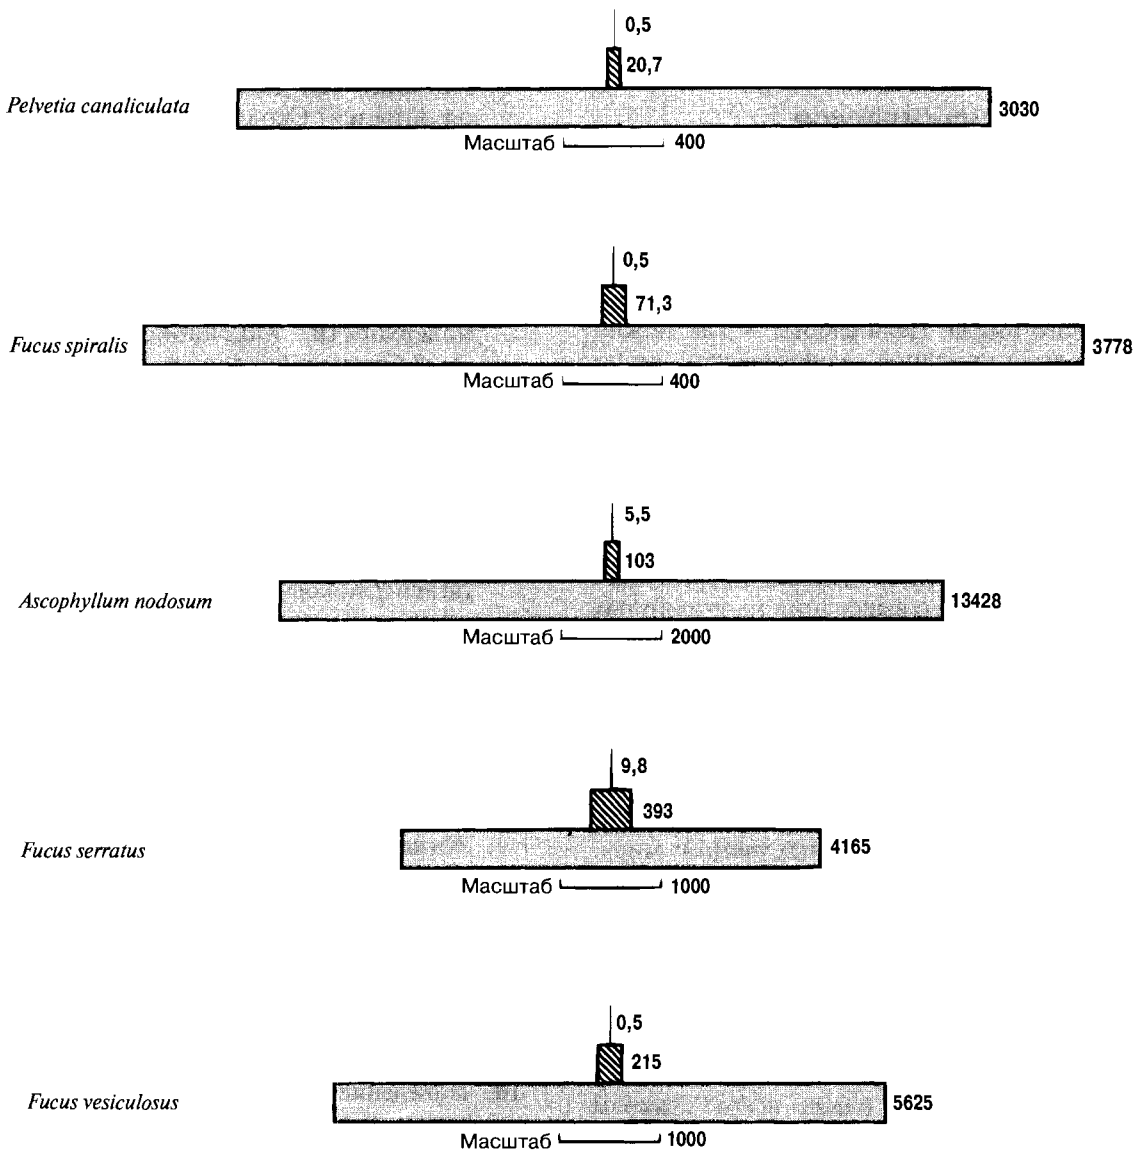 0,5
20,7
Pelvetia canaliculata
3030
Масштаб 400
0,5
71,3
Fucus spiralis
3778
Масштаб 400
5,5
103
Ascophyllum nodosum
13428
Масштаб 2000
9,8
393
Fucus serratus
4165
Масштаб 1000
0,5
215
Fucus vesiculosus
5625
Масштаб 1000